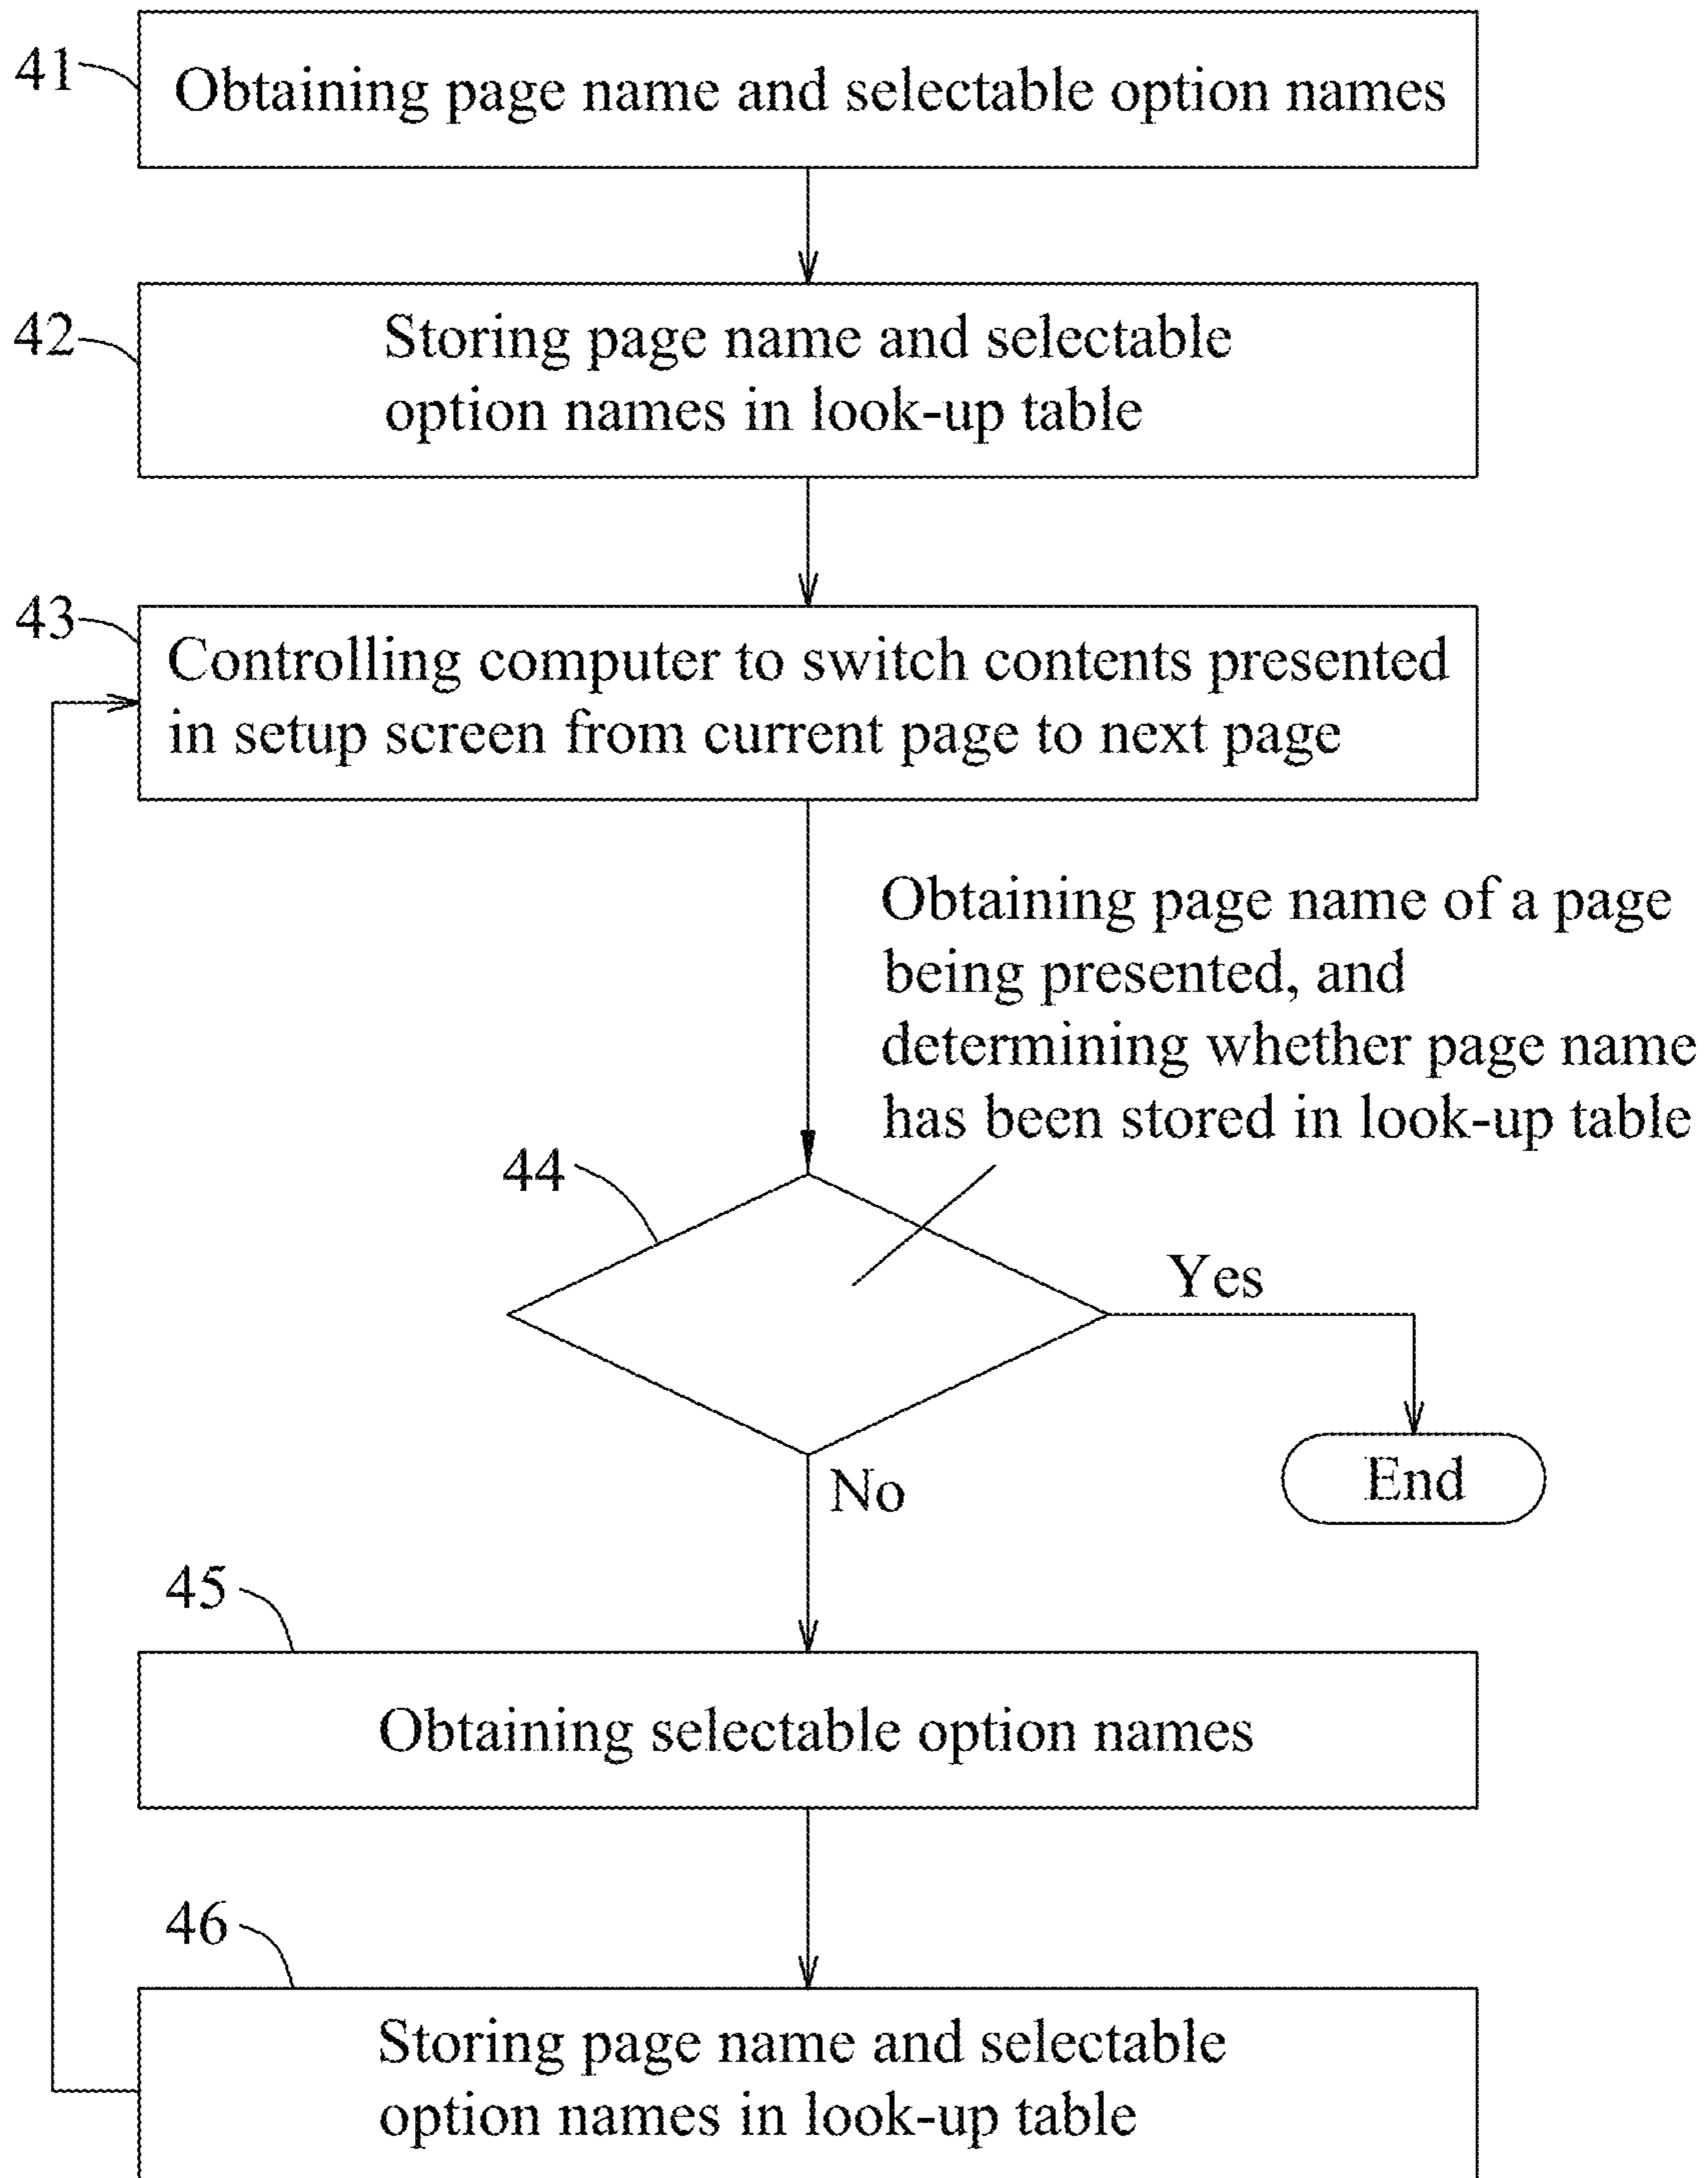 41
Obtaining page name and selectable option names
42
Storing page name and selectable
option names in look-up table
43
Controlling computer to switch contents presented
in setup screen from current page to next page
Obtaining page name of a page
being presented, and
determining whether page name
has been stored in look-up table
44
Yes
End
No
45
Obtaining selectable option names
46
Storing page name and selectable
option names in look-up table